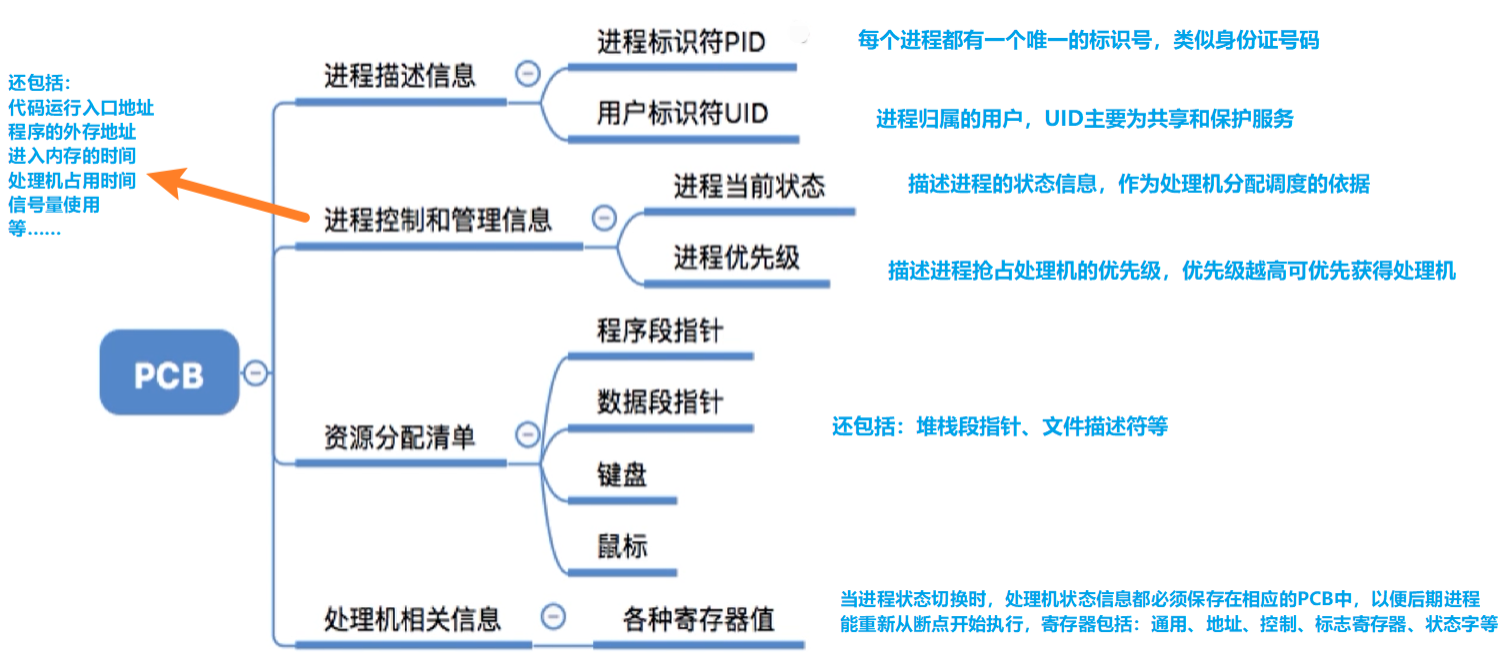 进程标识符PID
每个进程都有一个唯一的标识号，类似身份证号码
进程描述信息
用户标识符UID
进程归属的用户，UID主要为共享和保护服务
还包括：
代码运行入口地址
程序的外存地址
进入内存的时间
处理机占用时间
信号量使用
等……
进程当前状态
描述进程的状态信息，作为处理机分配调度的依据
进程控制和管理信息
进程优先级
描述进程抢占处理机的优先级，优先级越高可优先获得处理机
PCB
程序段指针
数据段指针
资源分配清单
还包括：堆栈段指针、文件描述符等
键盘
鼠标
处理机相关信息
各种寄存器值
当进程状态切换时，处理机状态信息都必须保存在相应的PCB中，以便后期进程
能重新从断点开始执行，寄存器包括：通用、地址、控制、标志寄存器、状态字等